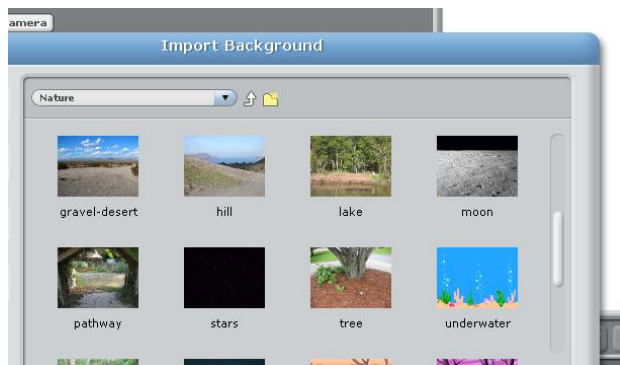 amera
Import Background
Nature
gravel-desert
hill
lake
moon
pathway
stars
tree
underwater